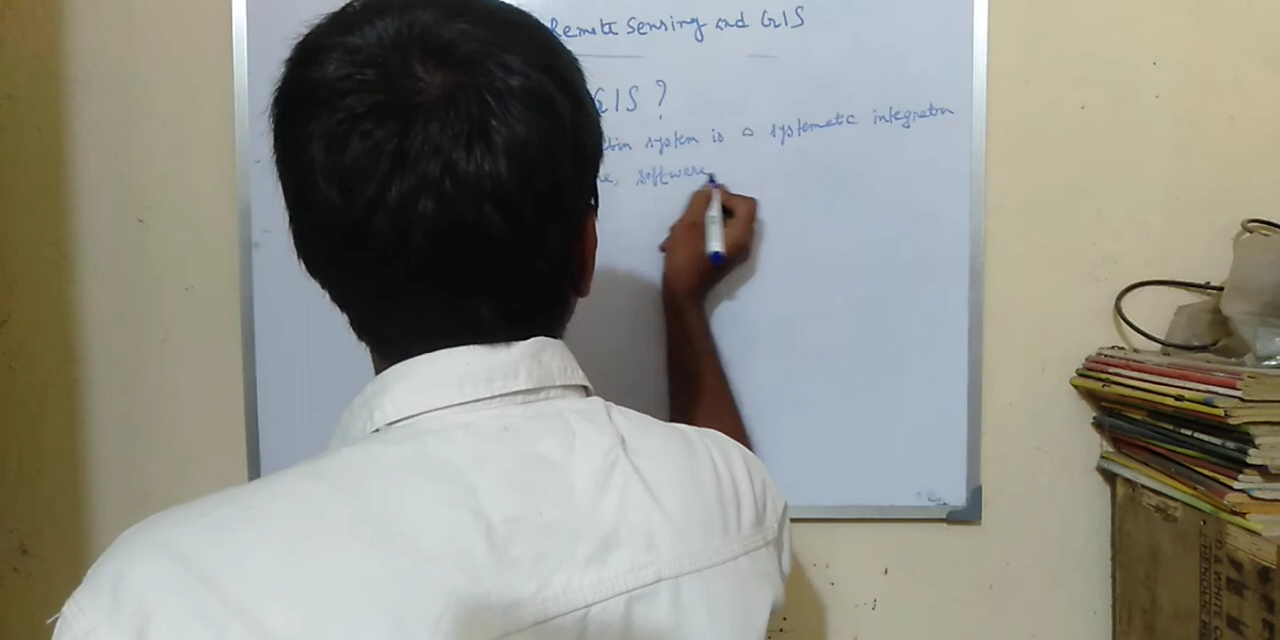 Remote Sensing and GIS
GIS ?
system is a systematic integration
software